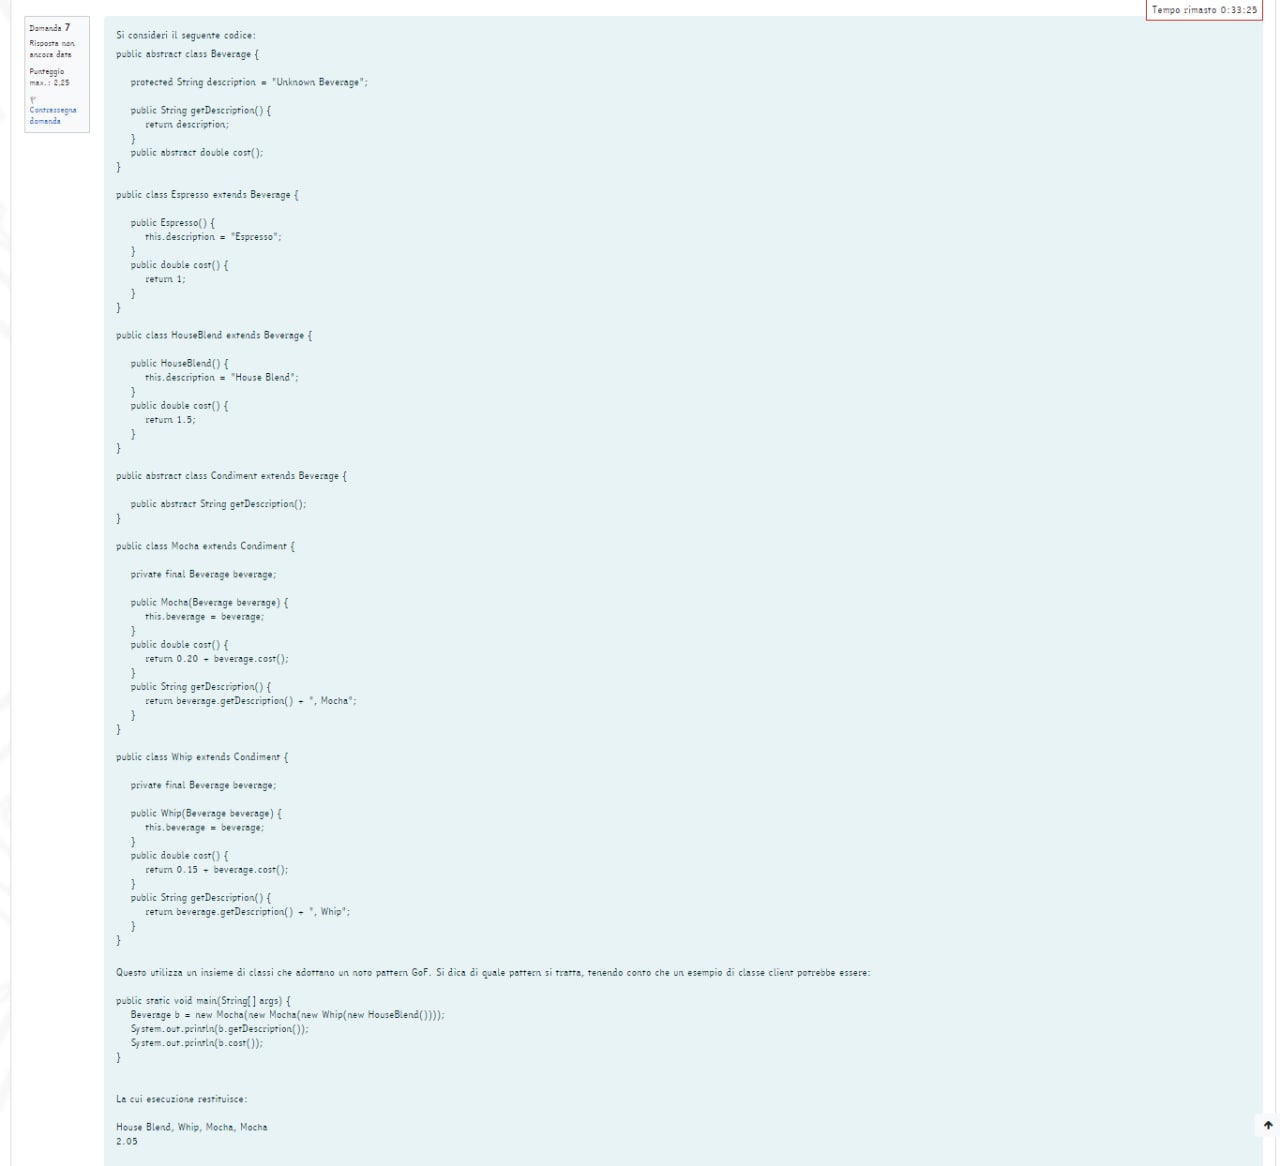 Tempo rimasto 0:33:25
Domanda 7
Risposta non
ancora data
Punteggio
max.: 2,25
Contrassegna
domanda
Si consideri il seguente codice:
public abstract class Beverage {
protected String description = "Unknown Beverage";
public String getDescription() {
return description;
}
public abstract double cost();
}
public class Espresso extends Beverage {
public Espresso() {
this.description = "Espresso";
}
public double cost() {
return 1;
}
}
public class HouseBlend extends Beverage {
public HouseBlend() {
this.description = "House Blend";
}
public double cost() {
return 1.5;
}
}
public abstract class Condiment extends Beverage {
public abstract String getDescription();
}
public class Mocha extends Condiment {
private final Beverage beverage;
public Mocha(Beverage beverage) {
this.beverage = beverage;
}
public double cost() {
return 0.20 + beverage.cost();
}
public String getDescription() {
return beverage.getDescription() + ", Mocha";
}
}
public class Whip extends Condiment {
private final Beverage beverage;
public Whip(Beverage beverage) {
this.beverage = beverage;
}
public double cost() {
return 0.15 + beverage.cost();
}
public String getDescription() {
return beverage.getDescription() + ", Whip";
}
}
Questo utilizza un insieme di classi che adottano un noto pattern GoF. Si dica di quale pattern si tratta, tenendo conto che un esempio di classe client potrebbe essere:
public static void main(String[] args) {
Beverage b = new Mocha(new Mocha(new Whip(new HouseBlend())));
System.out.println(b.getDescription());
System.out.println(b.cost());
}
La cui esecuzione restituisce:
House Blend, Whip, Mocha, Mocha
2.05